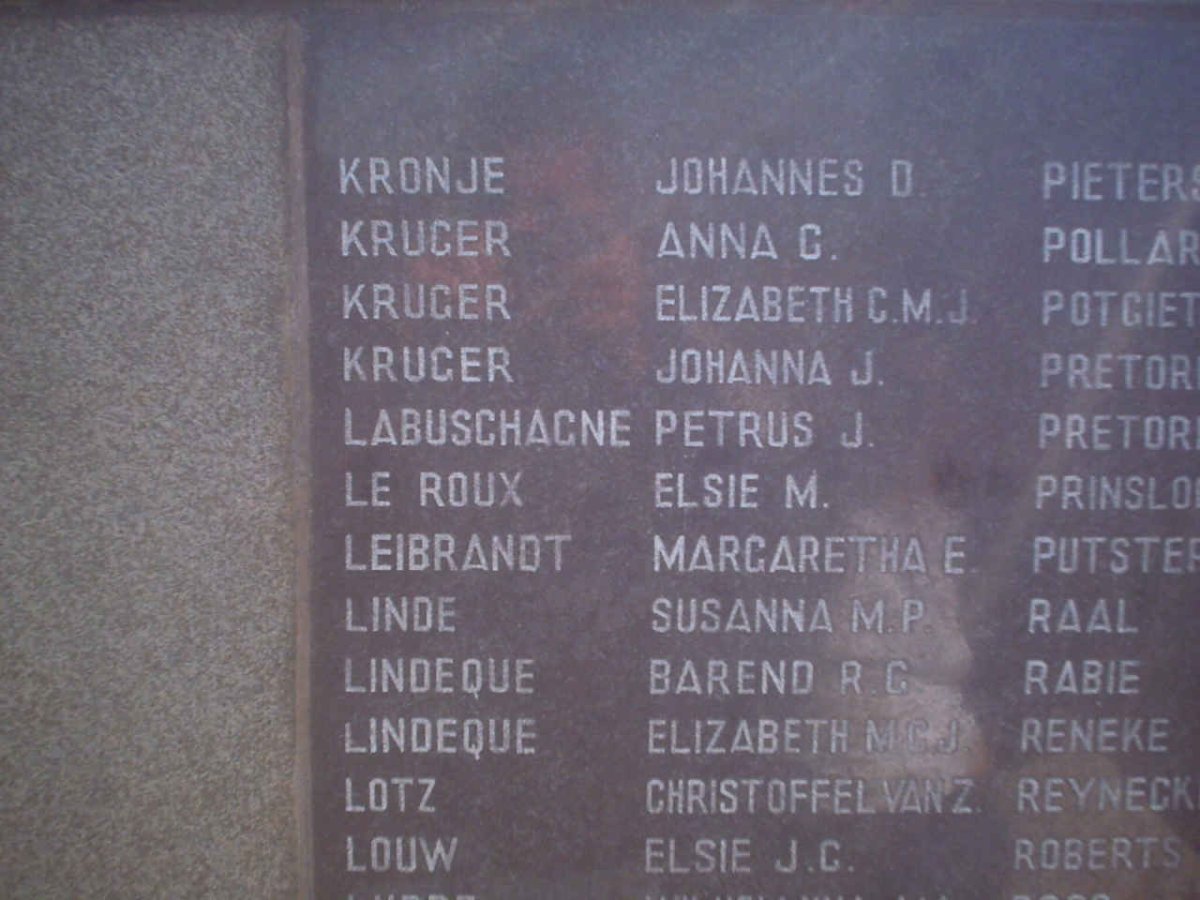 KRONJE JOHANNES D. PIETERS
KRUGER ANNA G. POLLAR
KRUGER ELIZABETH C.M.J. POTGIET
KRUGER JOHANNA J. PRETORI
LABUSCHAGNE PETRUS J. PRETORI
LE ROUX ELSIE M. PRINSLOO
LEIBRANDT MARGARETHA E. PUTSTER
LINDE SUSANNA M.P. RAAL
LINDEQUE BAREND R.G. RABIE
LINDEQUE ELIZABETH M.C.J. RENEKE
LOTZ CHRISTOFFEL VAN Z. REYNECK
LOUW ELSIE J.G. ROBERTS